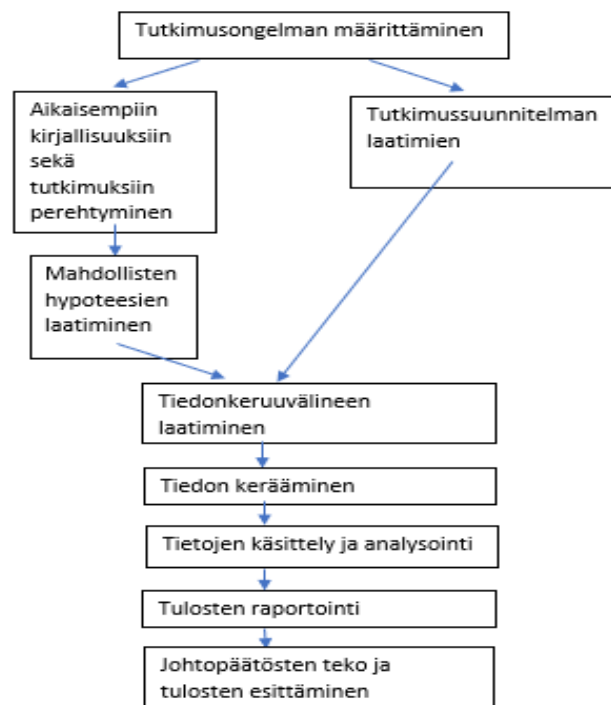 Tutkimusongelman määrittäminen
Aikaisempiin
kirjallisuuksiin
sekä
tutkimuksiin
perehtyminen
Tutkimussuunnitelman
laatimien
Mahdollisten
hypoteesien
laatiminen
Tiedonkeruuvälineen
laatiminen
Tiedon kerääminen
Tietojen käsittely ja analysointi
Tulosten raportointi
Johtopäätösten teko ja
tulosten esittäminen